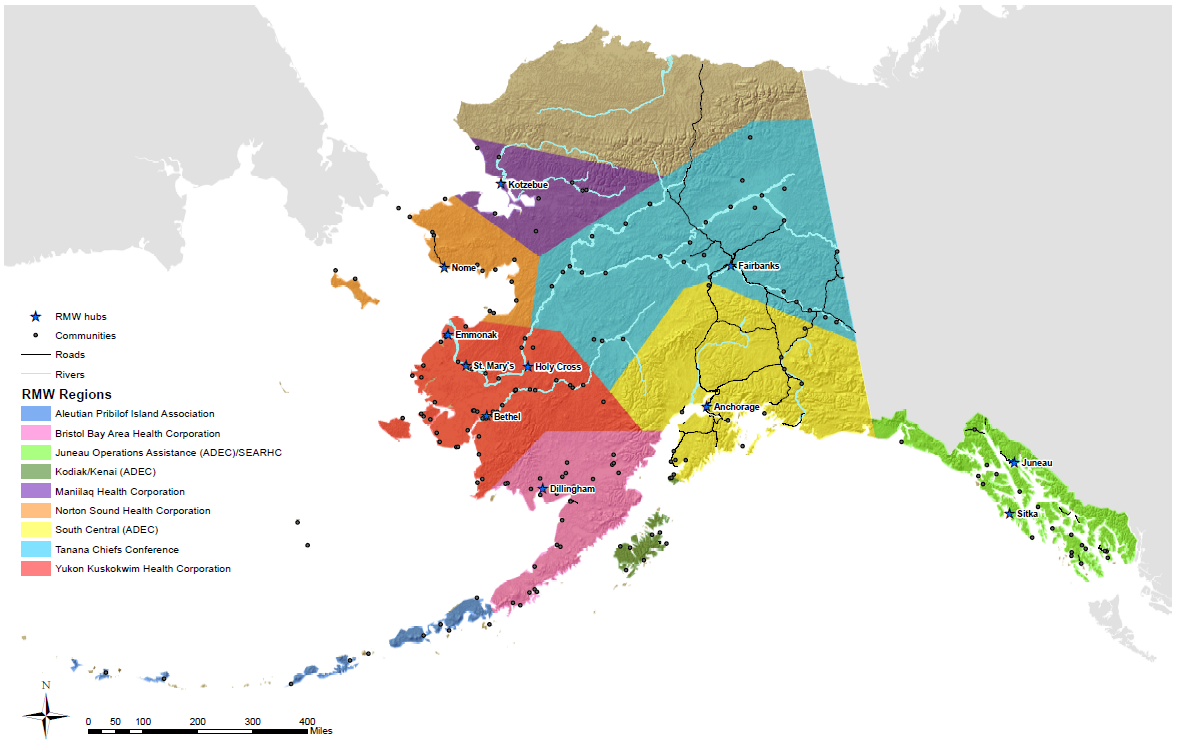 Kotzebue
Nome
Fairbanks
RMW hubs
Communities
Roads
Rivers
Emmonak
St. Mary's
Holy Cross
Bethel
Anchorage
RMW Regions
Aleutian Pribilof Island Association
Bristol Bay Area Health Corporation
Juneau Operations Assistance (ADEC)/SEARHC
Kodiak/Kenai (ADEC)
Maniilaq Health Corporation
Norton Sound Health Corporation
South Central (ADEC)
Tanana Chiefs Conference
Yukon Kuskokwim Health Corporation
Juneau
Dillingham
Sitka
N
0 50 100 200 300 400
Miles